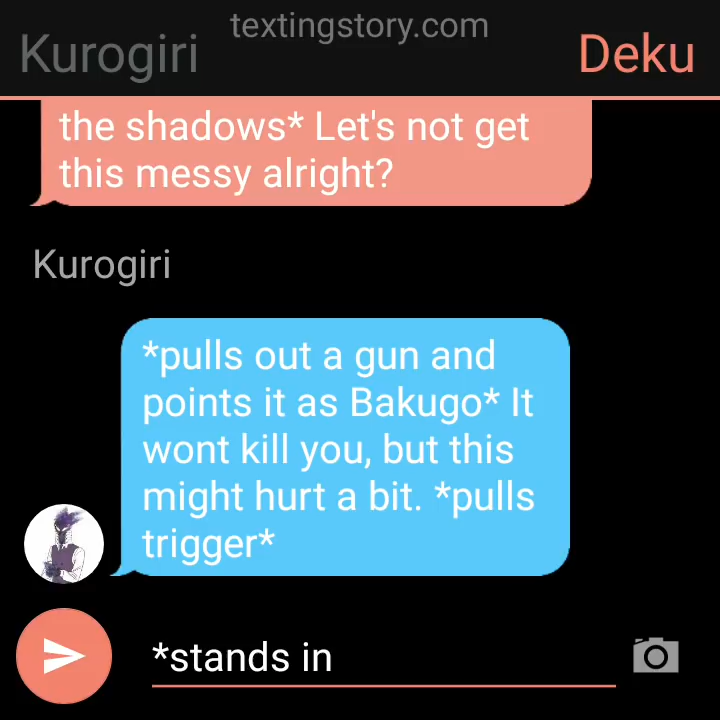 textingstory.com
Kurogiri
Deku
the shadows* Let's not get
this messy alright?
Kurogiri
*pulls out a gun and
points it as Bakugo* It
wont kill you, but this
might hurt a bit. *pulls
trigger*
*stands in